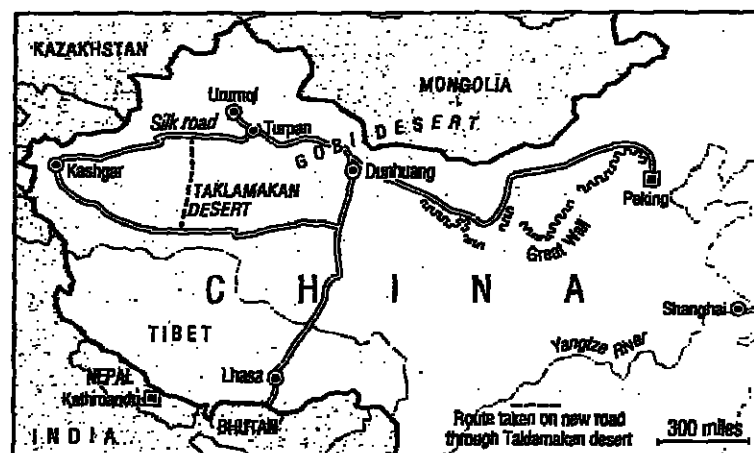 KAZAKHSTAN
MONGOLIA
Urumqi
Silk road
Turpan
GOBI DESERT
Kashgar
Dunhuang
TAKLAMAKAN
DESERT
Peking
Great Wall
CHINA
Shanghai
TIBET
Yangtze River
Lhasa
NEPAL
Kathmandu
BHUTAN
INDIA
Route taken on new road
through Taklamakan desert
300 miles